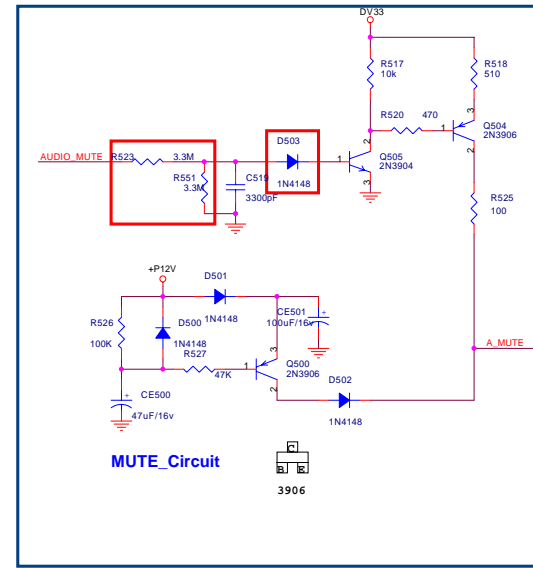 DV33
R517
10k
R518
510
R520
470
3
Q504
2N3906
1
2
D503
2
Q505
2N3904
AUDIO_MUTE
R523
3.3M
1
1N4148
3
R551
3.3M
C519
3300pF
R525
100
+P12V
D501
1N4148
CE501
100uF/16v
R526
100K
D500
1N4148
R527
47K
3
1
Q500
2N3906
2
A_MUTE
D502
1N4148
CE500
47uF/16v
+
+
MUTE_Circuit
C
B E
3906